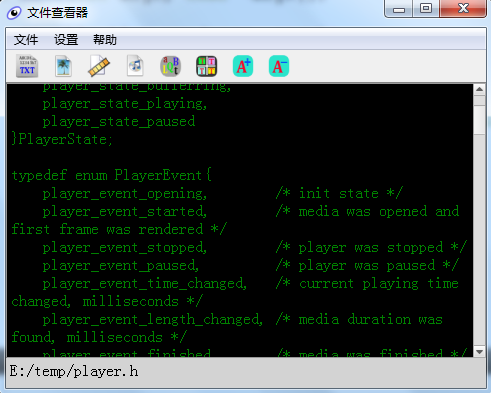 文件查看器
文件 设置 帮助
player_state_bufferring,
player_state_playing,
player_state_paused
}PlayerState;
typedef enum PlayerEvent{
player_event_opening, /* init state */
player_event_started, /* media was opened and
first frame was rendered */
player_event_stopped, /* player was stopped */
player_event_paused, /* player was paused */
player_event_time_changed, /* current playing time
changed, milliseconds */
player_event_length_changed, /* media duration was
found, milliseconds */
player_event_finished /* media was finished */
E:/temp/player.h